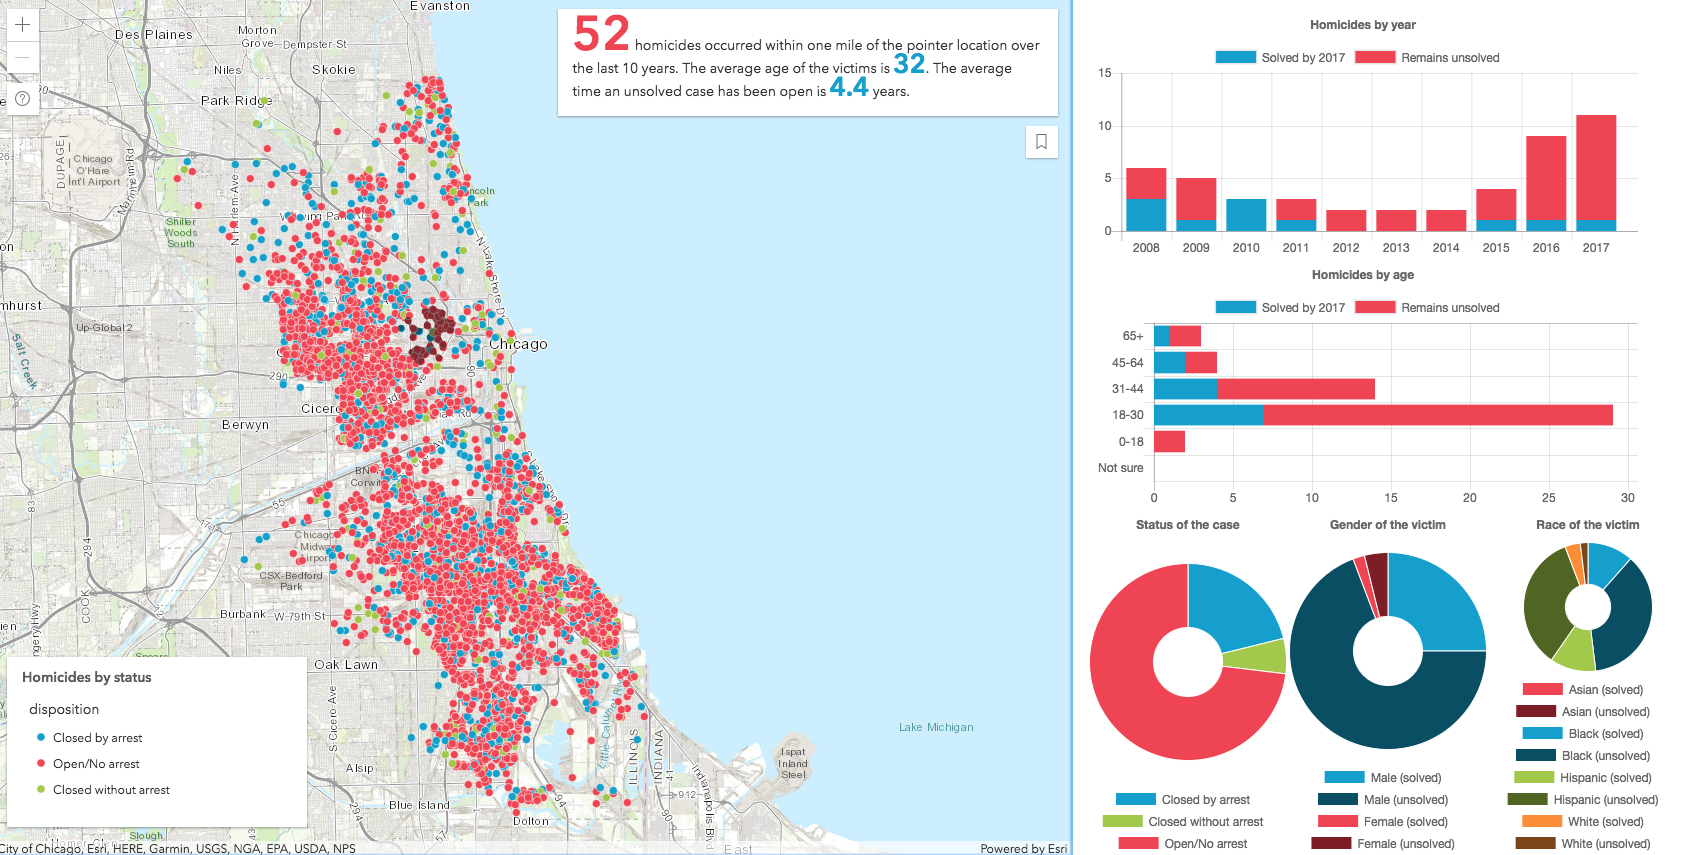 Evanston
Des Plaines
Morton
Grove
Dempster St
Niles
Skokie
Park Ridge
52 homicides occurred within one mile of the pointer location over
the last 10 years. The average age of the victims is 32. The average
time an unsolved case has been open is 4.4 years.
DUPAGE
Chicago
O'Hare
Int'l Airport
N Harlem-Ave
Shiller
Woods
South
Park
N Lake Shore-Dr
mhurst
Up-Global 2
Salt Creek
Chicago
290
90
Cicero
Berwyn
55
294
COOK
Chicago
Midway
Airport
CSX-Bedford
Park
Burbank
W-79th St
Oak Lawn
S Cicero-Ave
Alsip
Blue Island
294
57
Dolton
94
ILLINOIS
INDIANA
41
912
90
Lake Michigan
Ispat
Inland
Steel
East
Slough
Homicides by status
disposition
Closed by arrest
Open/No arrest
Closed without arrest
City of Chicago, Esri, HERE, Garmin, USGS, NGA, EPA, USDA, NPS
Powered by Esri
Homicides by year
Solved by 2017
Remains unsolved
15
10
5
0
2008 2009 2010 2011 2012 2013 2014 2015 2016 2017
Homicides by age
Solved by 2017
Remains unsolved
65+
45-64
31-44
18-30
0-18
Not sure
0 5 10 15 20 25 30
Status of the case
Closed by arrest
Closed without arrest
Open/No arrest
Gender of the victim
Male (solved)
Male (unsolved)
Female (solved)
Female (unsolved)
Race of the victim
Asian (solved)
Asian (unsolved)
Black (solved)
Black (unsolved)
Hispanic (solved)
Hispanic (unsolved)
White (solved)
White (unsolved)